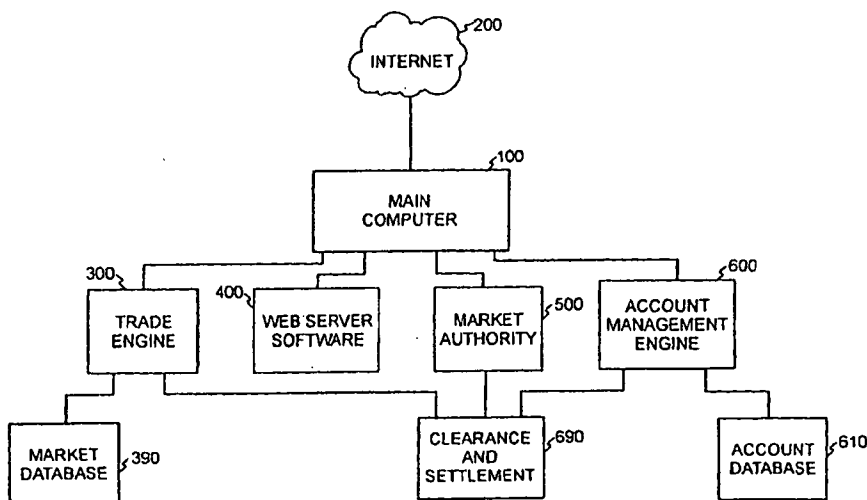 200
INTERNET
100
MAIN
COMPUTER
300
TRADE
ENGINE
400
WEB SERVER
SOFTWARE
500
MARKET
AUTHORITY
600
ACCOUNT
MANAGEMENT
ENGINE
MARKET
DATABASE
390
CLEARANCE
AND
SETTLEMENT
690
ACCOUNT
DATABASE
610